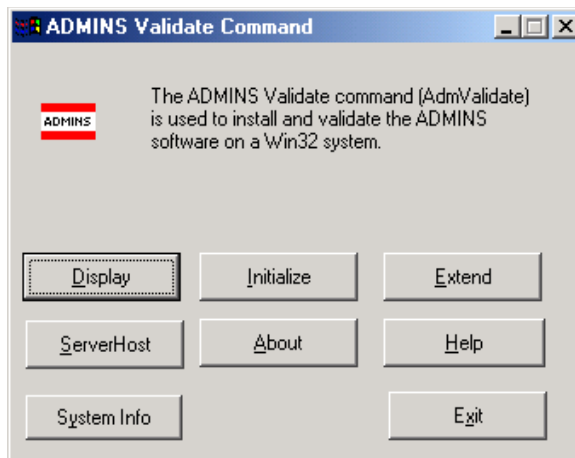 ADMINS Validate Command
The ADMINS Validate command (AdmValidate)
ADMINS
is used to install and validate the ADMINS
software on a Win32 system.
Display Initialize Extend
ServerHost About Help
System Info Exit